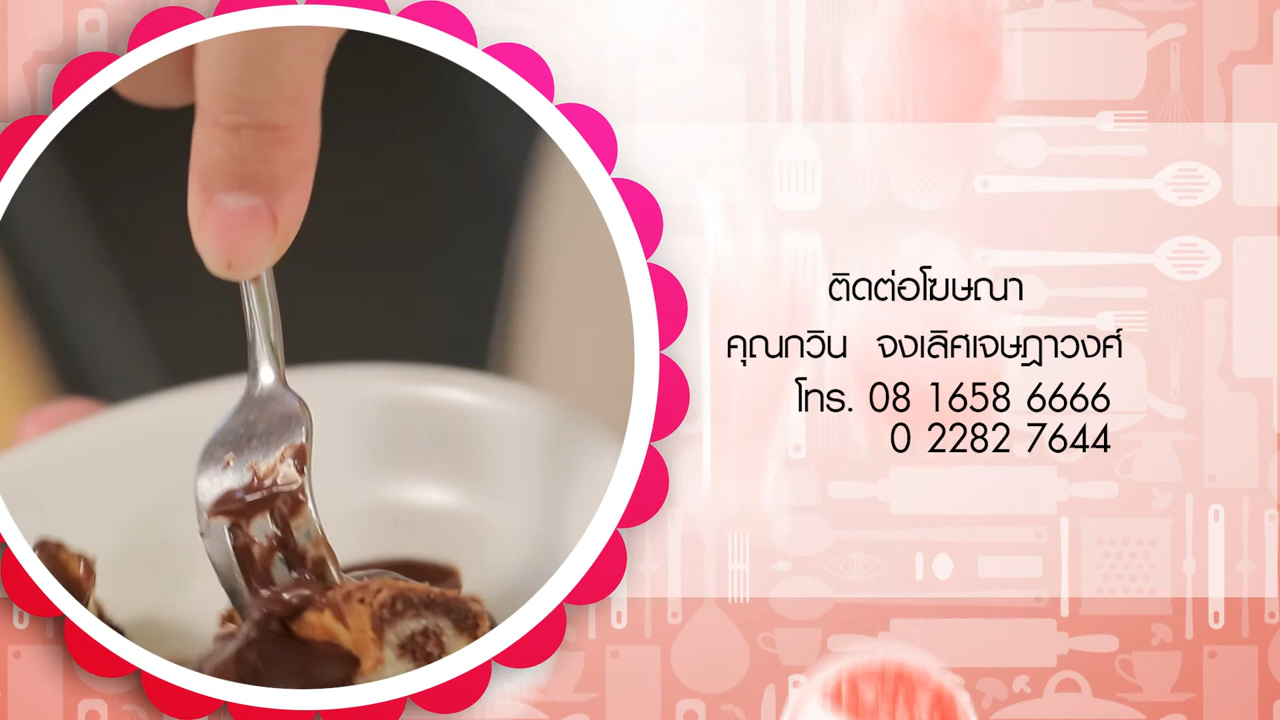 ติดต่อโฆษณา
คุณกวิน  จงเลิศเจษฎาวงศ์
โทร. 08 1658 6666
0 2282 7644